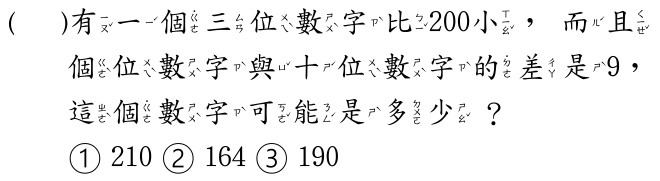 (　　)有一個三位數字比200小，而且
個位數字與十位數字的差是9，
這個數字可能是多少？
① 210 ② 164 ③ 190